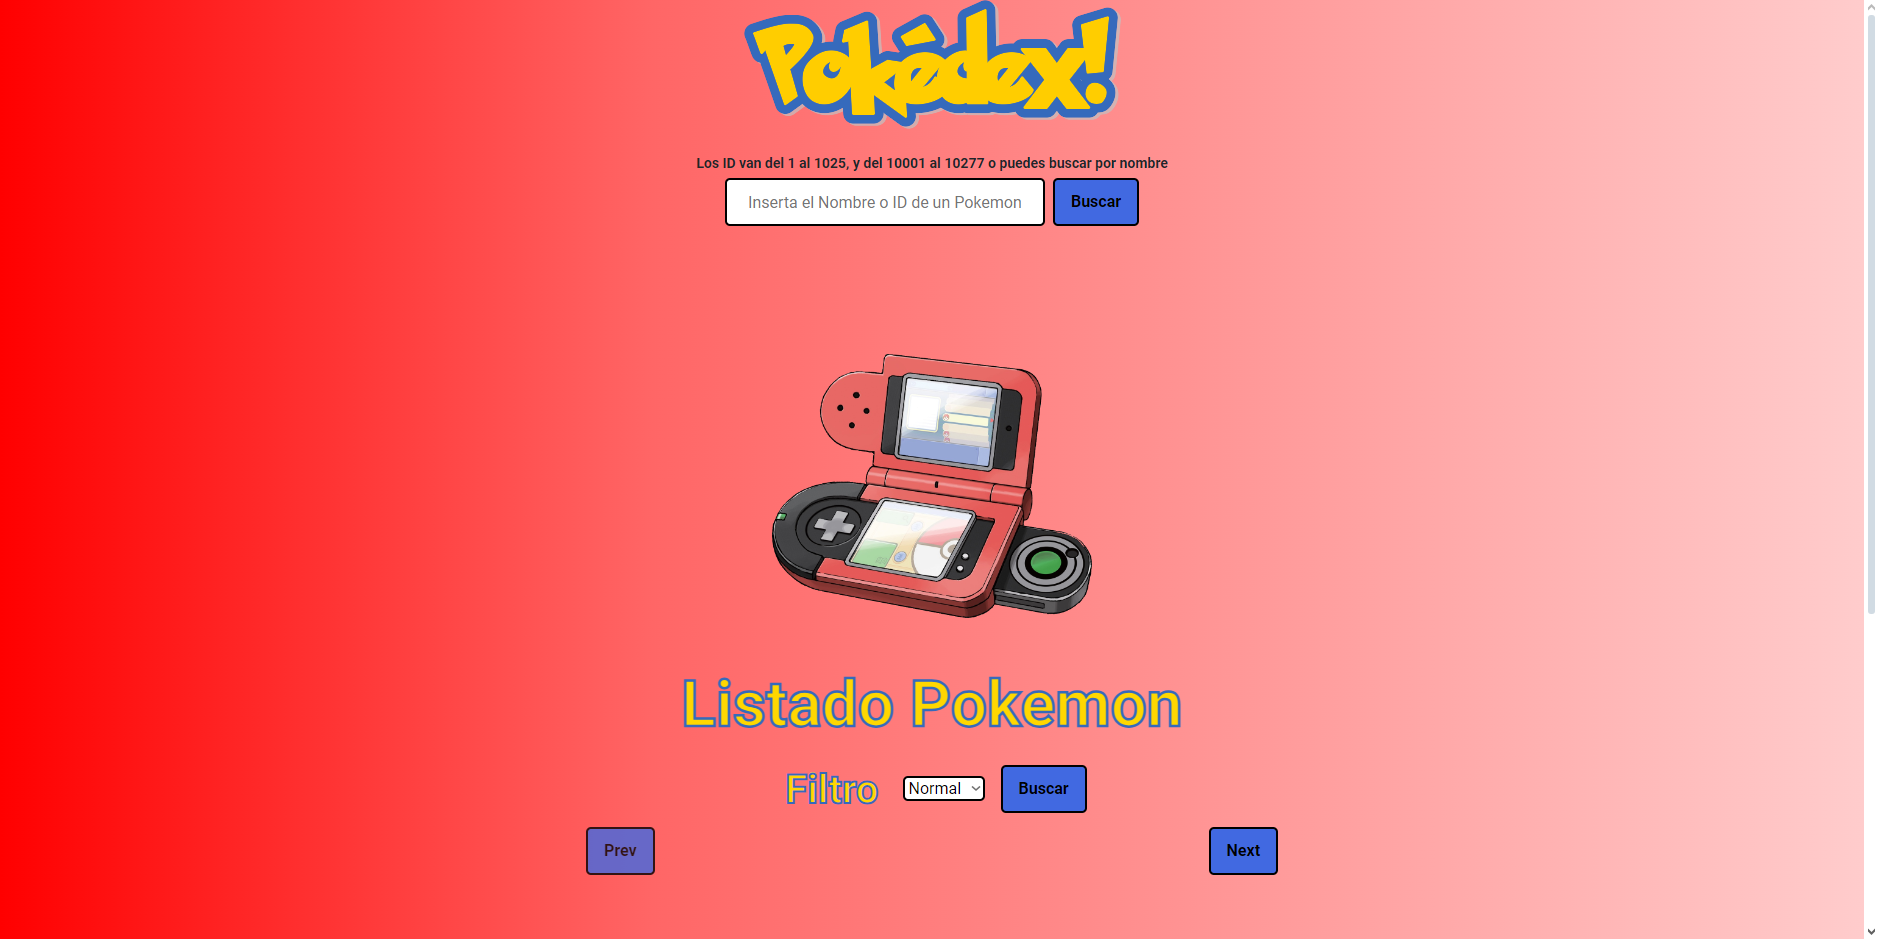 Pokédex!
Los ID van del 1 al 1025, y del 10001 al 10277 o puedes buscar por nombre
Inserta el Nombre o ID de un Pokemon
Buscar
Listado Pokemon
Filtro
Normal
Buscar
Prev
Next